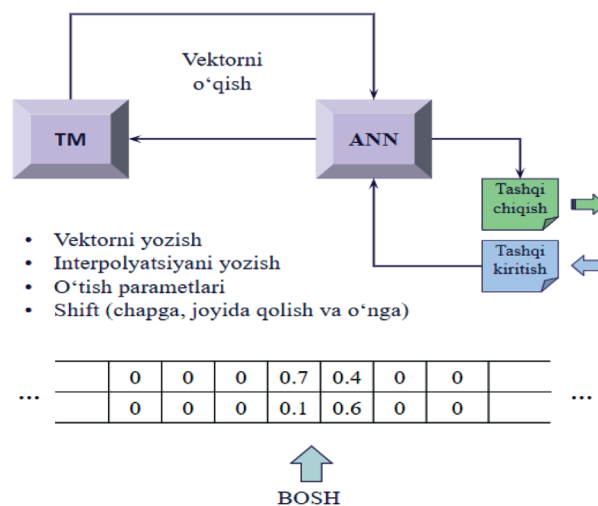 Vektorni
o‘qish
TM
ANN
Tashqi
chiqish
Tashqi
kiritish
• Vektorni yozish
• Interpolyatsiyani yozish
• O‘tish parametlari
• Shift (chapga, joyida qolish va o‘nga)
... 0 0 0 0.7 0.4 0 0 ...
0 0 0 0.1 0.6 0 0
BOSH